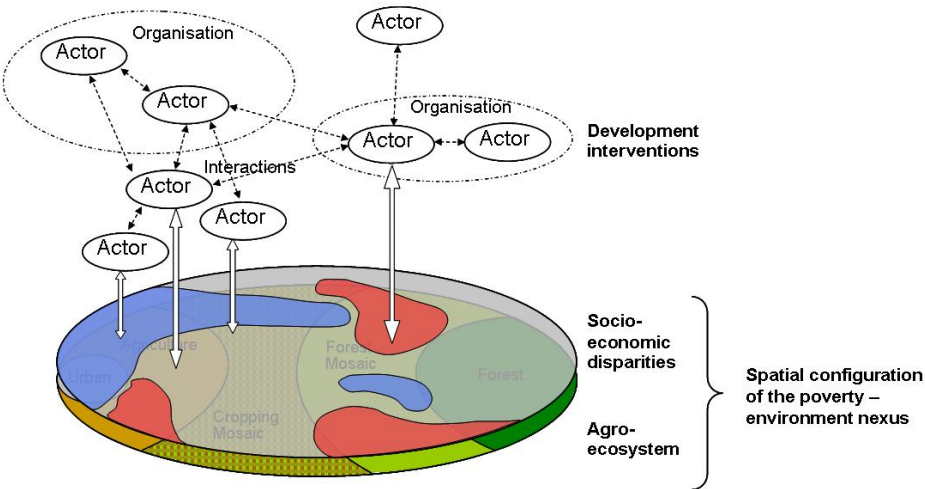 Actor
Organisation
Actor
Actor
Organisation
Actor
Actor
Development
interventions
Interactions
Actor
Actor
Actor
Agriculture
Urban
Cropping
Mosaic
Forest
Mosaic
Forest
Socio-
economic
disparities
Agro-
ecosystem
Spatial configuration
of the poverty –
environment nexus